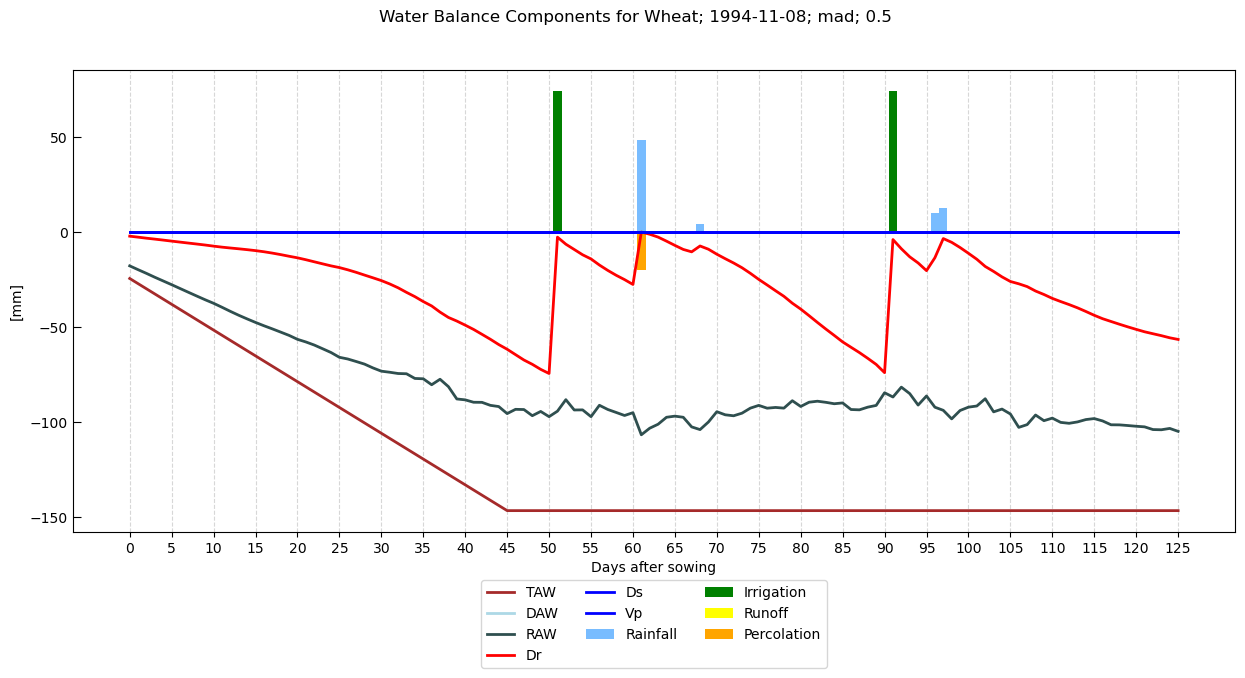 Water Balance Components for Wheat; 1994-11-08; mad; 0.5
[mm]
50
0
−50
−100
−150
0 5 10 15 20 25 30 35 40 45 50 55 60 65 70 75 80 85 90 95 100 105 110 115 120 125
Days after sowing
TAW
DAW
RAW
Dr
Ds
Vp
Rainfall
Irrigation
Runoff
Percolation